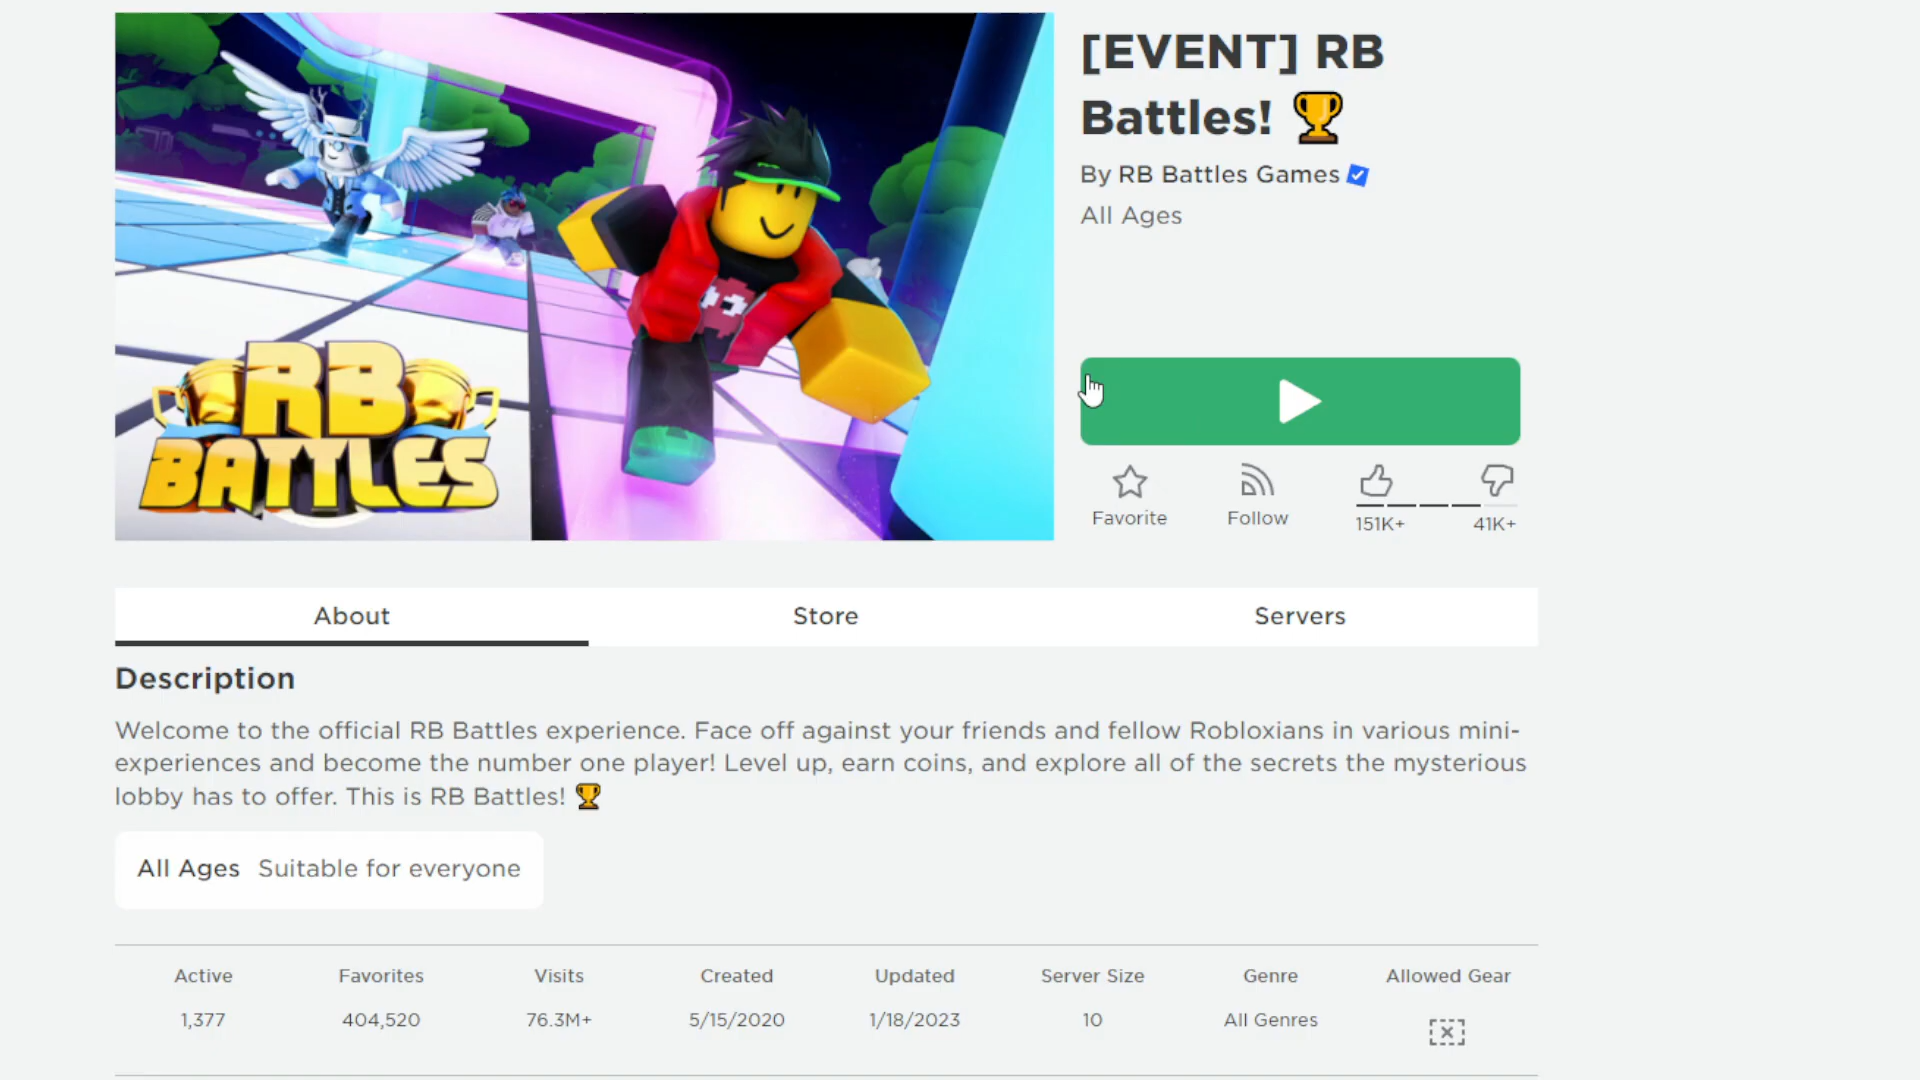 [EVENT] RB
Battles! 🏆
By RB Battles Games
All Ages
RB
BATTLES
Favorite
Follow
151K+
41K+
About
Store
Servers
Description
Welcome to the official RB Battles experience. Face off against your friends and fellow Robloxians in various mini-
experiences and become the number one player! Level up, earn coins, and explore all of the secrets the mysterious
lobby has to offer. This is RB Battles! 🏆
All Ages Suitable for everyone
Active Favorites Visits Created Updated Server Size Genre Allowed Gear
1,377 404,520 76.3M+ 5/15/2020 1/18/2023 10 All Genres